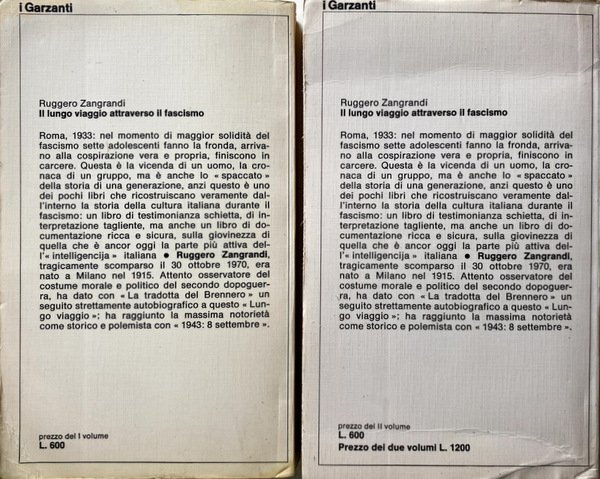 i Garzanti
Ruggero Zangrandi
Il lungo viaggio attraverso il fascismo
Roma, 1933: nel momento di maggior solidità del
fascismo sette adolescenti fanno la fronda, arriva-
no alla cospirazione vera e propria, finiscono in
carcere. Questa è la vicenda di un uomo, la cro-
naca di un gruppo, ma è anche lo « spaccato »
della storia di una generazione, anzi questo è uno
dei pochi libri che ricostruiscano veramente dal-
l'interno la storia della cultura italiana durante il
fascismo: un libro di testimonianza schietta, di in-
terpretazione tagliente, ma anche un libro di do-
cumentazione ricca e sicura, sulla giovinezza di
quella che è ancor oggi la parte più attiva del-
l'« intelligencija » italiana ● Ruggero Zangrandi,
tragicamente scomparso il 30 ottobre 1970, era
nato a Milano nel 1915. Attento osservatore del
costume morale e politico del secondo dopoguer-
ra, ha dato con « La tradotta del Brennero » un
seguito strettamente autobiografico a questo « Lun-
go viaggio »; ha raggiunto la massima notorietà
come storico e polemista con « 1943: 8 settembre ».
prezzo del I volume
L. 600
i Garzanti
Ruggero Zangrandi
Il lungo viaggio attraverso il fascismo
Roma, 1933: nel momento di maggior solidità del
fascismo sette adolescenti fanno la fronda, arriva-
no alla cospirazione vera e propria, finiscono in
carcere. Questa è la vicenda di un uomo, la cro-
naca di un gruppo, ma è anche lo « spaccato »
della storia di una generazione, anzi questo è uno
dei pochi libri che ricostruiscano veramente dal-
l'interno la storia della cultura italiana durante il
fascismo: un libro di testimonianza schietta, di in-
terpretazione tagliente, ma anche un libro di do-
cumentazione ricca e sicura, sulla giovinezza di
quella che è ancor oggi la parte più attiva del-
l'« intelligencija » italiana ● Ruggero Zangrandi,
tragicamente scomparso il 30 ottobre 1970, era
nato a Milano nel 1915. Attento osservatore del
costume morale e politico del secondo dopoguer-
ra, ha dato con « La tradotta del Brennero » un
seguito strettamente autobiografico a questo « Lun-
go viaggio »; ha raggiunto la massima notorietà
come storico e polemista con « 1943: 8 settembre ».
prezzo del II volume
L. 600
Prezzo dei due volumi L. 1200